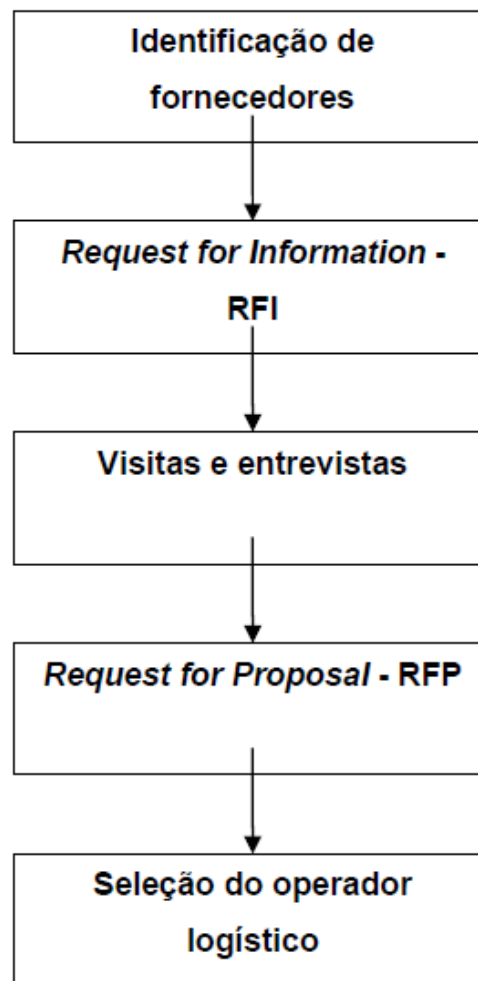 Identificação de
fornecedores
Request for Information -
RFI
Visitas e entrevistas
Request for Proposal - RFP
Seleção do operador
logístico